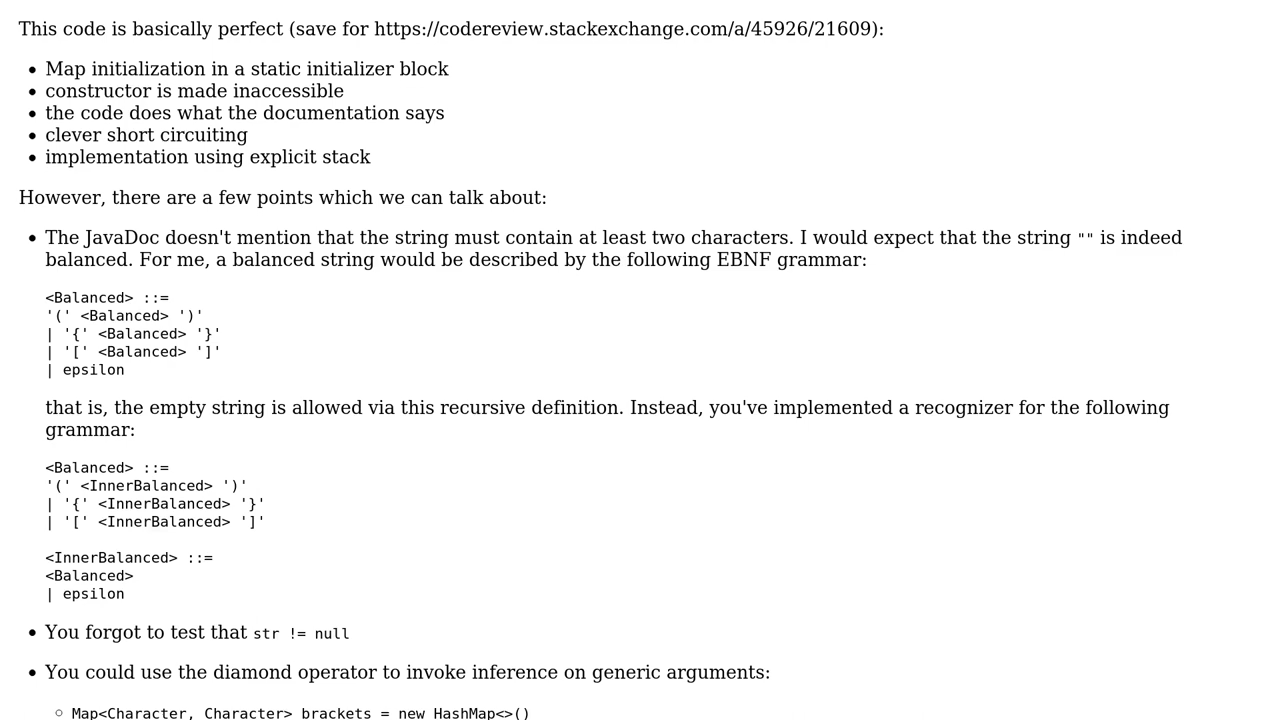 This code is basically perfect (save for https://codereview.stackexchange.com/a/45926/21609):
• Map initialization in a static initializer block
• constructor is made inaccessible
• the code does what the documentation says
• clever short circuiting
• implementation using explicit stack
However, there are a few points which we can talk about:
• The JavaDoc doesn't mention that the string must contain at least two characters. I would expect that the string "" is indeed
balanced. For me, a balanced string would be described by the following EBNF grammar:
<Balanced> ::=
'(' <Balanced> ')'
| '{' <Balanced> '}'
| '[' <Balanced> ']'
| epsilon
that is, the empty string is allowed via this recursive definition. Instead, you've implemented a recognizer for the following
grammar:
<Balanced> ::=
'(' <InnerBalanced> ')'
| '{' <InnerBalanced> '}'
| '[' <InnerBalanced> ']'
<InnerBalanced> ::=
<Balanced>
| epsilon
• You forgot to test that str != null
• You could use the diamond operator to invoke inference on generic arguments:
◦ Map<Character, Character> brackets = new HashMap<>()